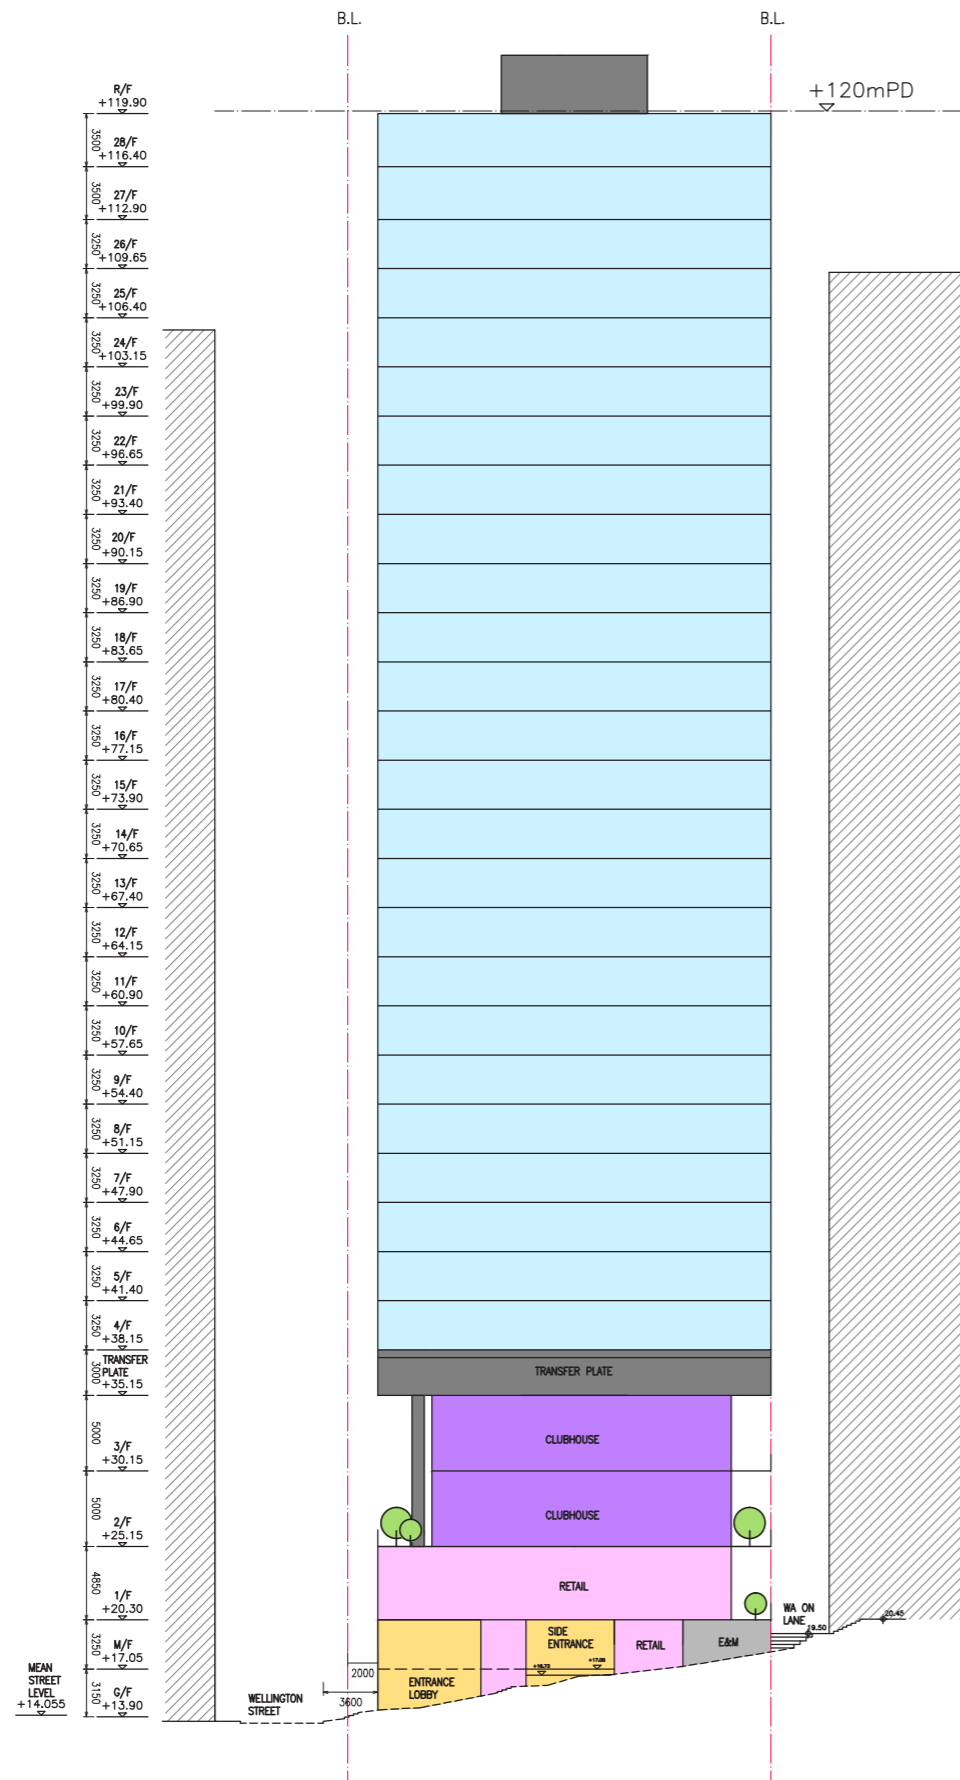 B.L.
B.L.
+120mPD
R/F
+119.90
3500
28/F
+116.40
3500
27/F
+112.90
3250
26/F
+109.65
3250
25/F
+106.40
3250
24/F
+103.15
3250
23/F
+99.90
3250
22/F
+96.65
3250
21/F
+93.40
3250
20/F
+90.15
3250
19/F
+86.90
3250
18/F
+83.65
3250
17/F
+80.40
3250
16/F
+77.15
3250
15/F
+73.90
3250
14/F
+70.65
3250
13/F
+67.40
3250
12/F
+64.15
3250
11/F
+60.90
3250
10/F
+57.65
3250
9/F
+54.40
3250
8/F
+51.15
3250
7/F
+47.90
3250
6/F
+44.65
3250
5/F
+41.40
3250
4/F
+38.15
3000
TRANSFER
PLATE
+35.15
TRANSFER PLATE
5000
3/F
+30.15
CLUBHOUSE
5000
2/F
+25.15
CLUBHOUSE
4850
1/F
+20.30
RETAIL
WA ON
LANE
20.45
19.50
3250
M/F
+17.05
SIDE
ENTRANCE
RETAIL
E&M
+16.73
+17.05
MEAN
STREET
LEVEL
+14.055
3150
G/F
+13.90
2000
3600
ENTRANCE
LOBBY
WELLINGTON
STREET